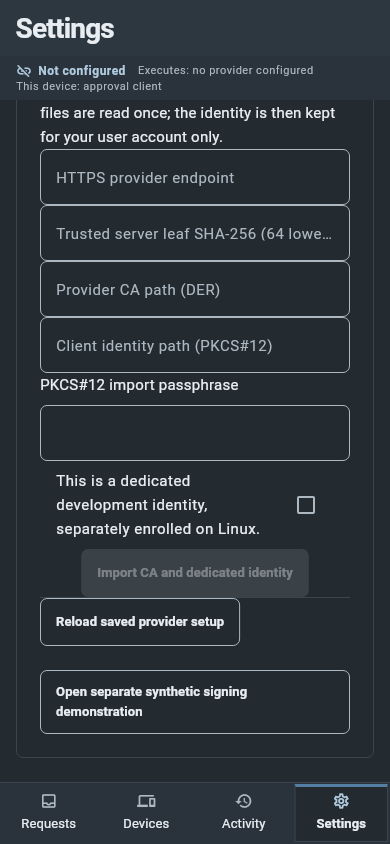 Settings
Not configured Executes: no provider configured
This device: approval client
files are read once; the identity is then kept
for your user account only.
HTTPS provider endpoint
Trusted server leaf SHA-256 (64 lowe…
Provider CA path (DER)
Client identity path (PKCS#12)
PKCS#12 import passphrase
This is a dedicated
development identity,
separately enrolled on Linux.
Import CA and dedicated identity
Reload saved provider setup
Open separate synthetic signing
demonstration
Requests Devices Activity Settings